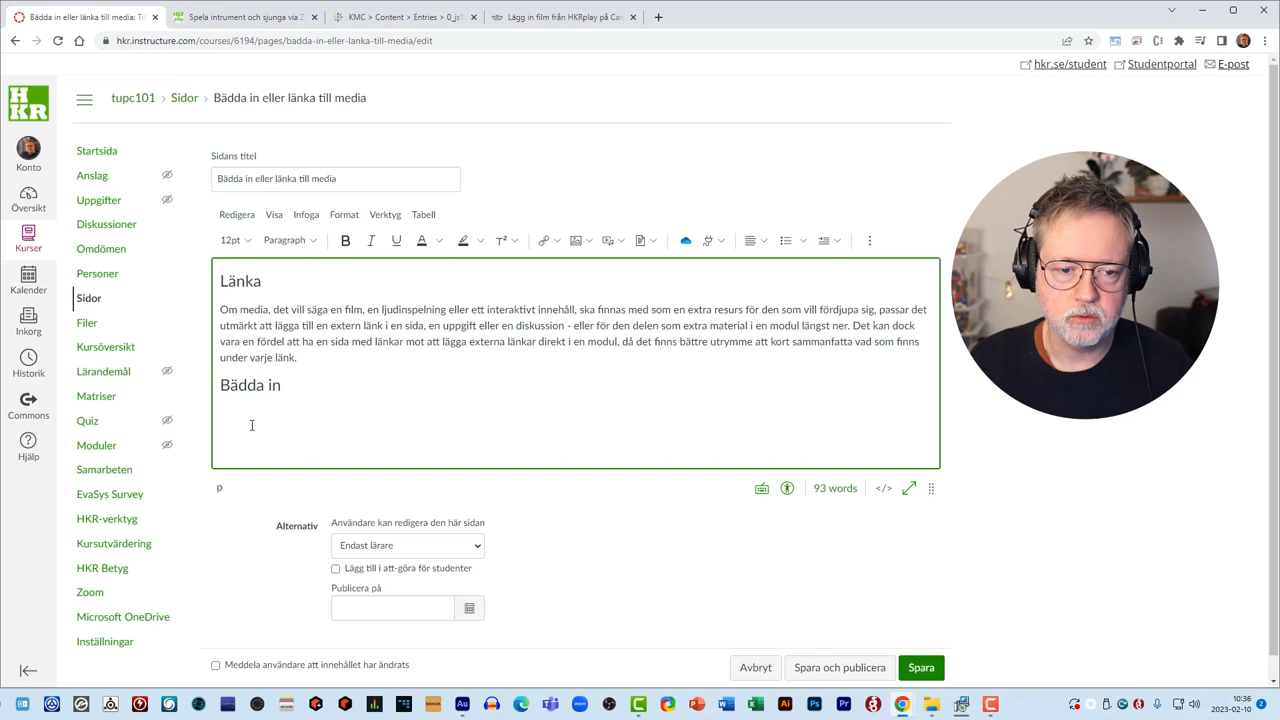 Bädda in eller länka till media: T
Spela intrument och sjunga via Z
KMC > Content > Entries > 0_js1
Lägg in film från HKRplay på Can
hkr.instructure.com/courses/6194/pages/badda-in-eller-lanka-till-media/edit
hkr.se/student Studentportal E-post
HKR
tupc101 > Sidor > Bädda in eller länka till media
Konto
Översikt
Kurser
Kalender
Inkorg
Historik
Commons
Hjälp
Startsida
Anslag
Uppgifter
Diskussioner
Omdömen
Personer
Sidor
Filer
Kursöversikt
Lärandemål
Matriser
Quiz
Moduler
Samarbeten
EvaSys Survey
HKR-verktyg
Kursutvärdering
HKR Betyg
Zoom
Microsoft OneDrive
Inställningar
Sidans titel
Bädda in eller länka till media
Redigera Visa Infoga Format Verktyg Tabell
12pt Paragraph B I U A T²
Länka
Om media, det vill säga en film, en ljudinspelning eller ett interaktivt innehåll, ska finnas med som en extra resurs för den som vill fördjupa sig, passar det
utmärkt att lägga till en extern länk i en sida, en uppgift eller en diskussion - eller för den delen som extra material i en modul längst ner. Det kan dock
vara en fördel att ha en sida med länkar mot att lägga externa länkar direkt i en modul, då det finns bättre utrymme att kort sammanfatta vad som finns
under varje länk.
Bädda in
p
93 words </>
Alternativ
Användare kan redigera den här sidan
Endast lärare
Lägg till i att-göra för studenter
Publicera på
Meddela användare att innehållet har ändrats
Avbryt Spara och publicera Spara
10:36
2023-02-10